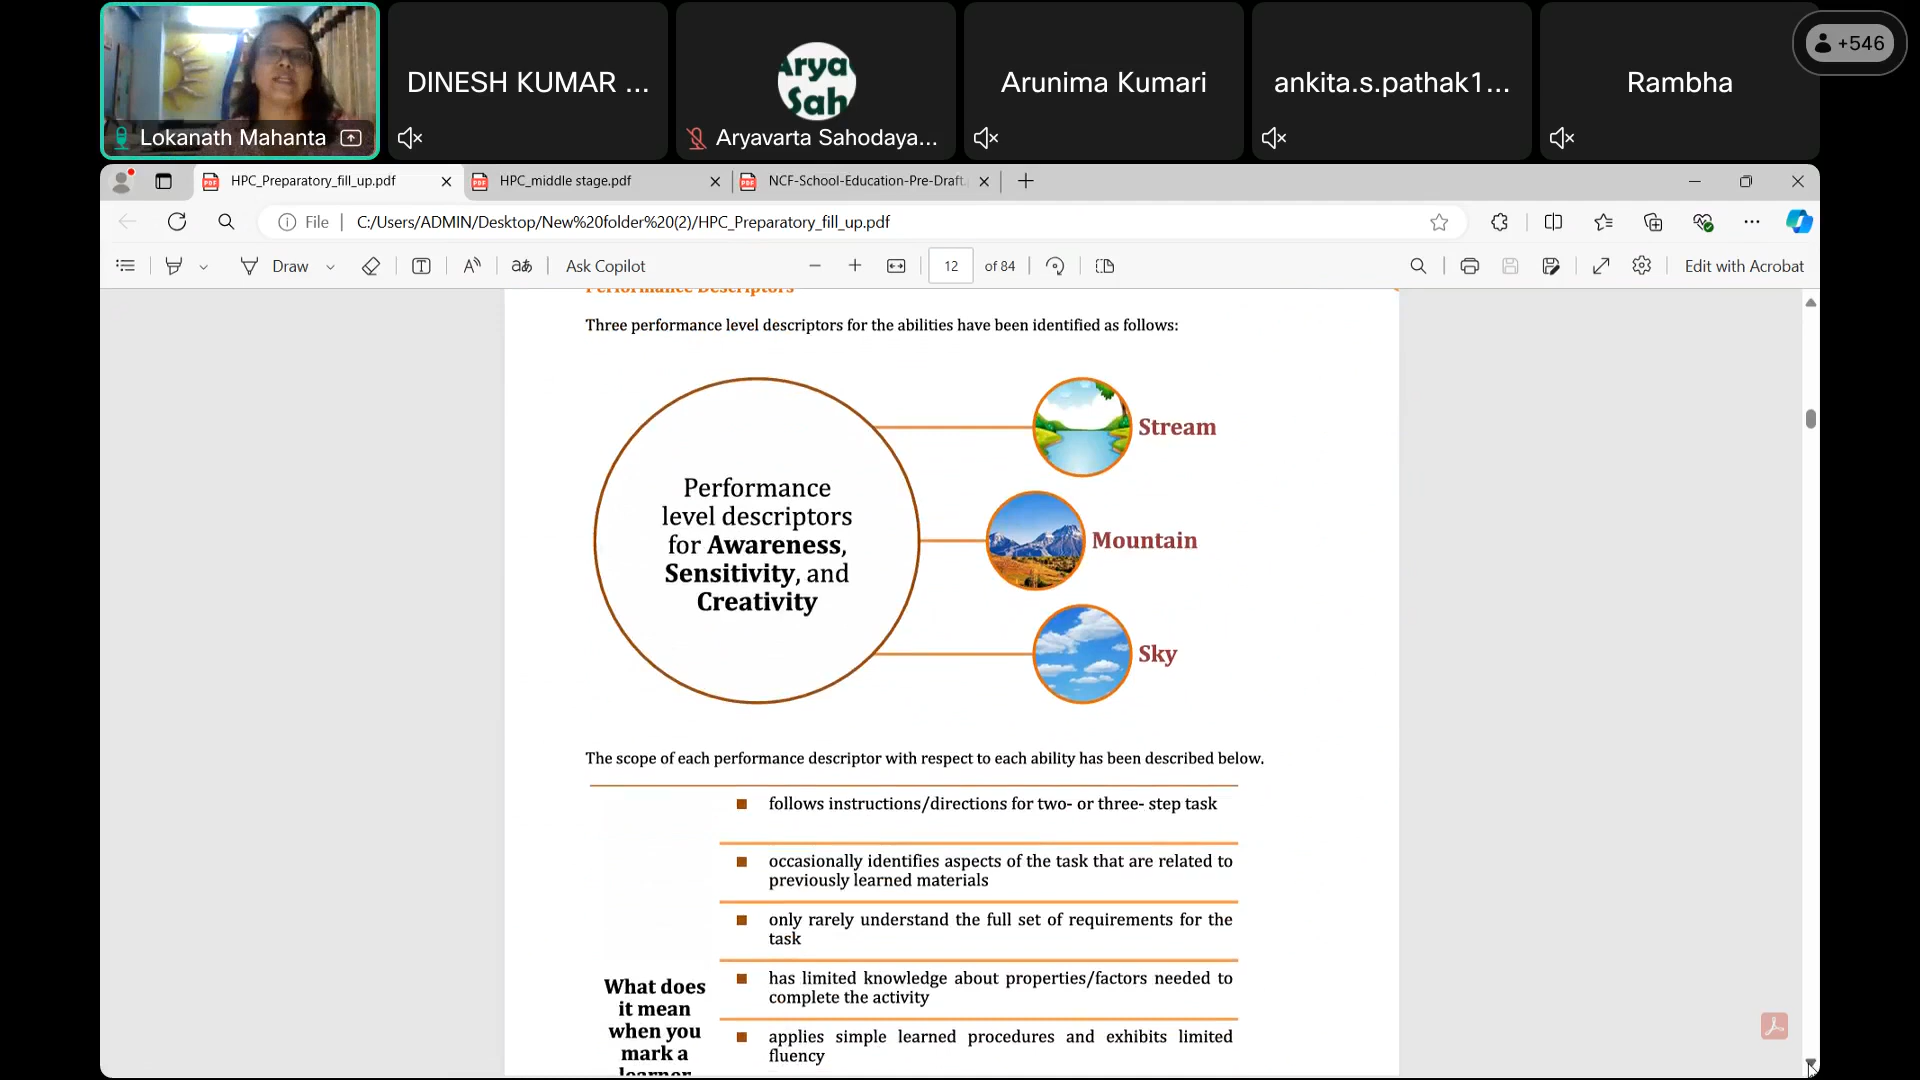 DINESH KUMAR ...
Arya
Sah
Arunima Kumari
ankita.s.pathak1...
Rambha
+546
Lokanath Mahanta
Aryavarta Sahodaya...
HPC_Preparatory_fill_up.pdf
HPC_middle stage.pdf
NCF-School-Education-Pre-Draft.
File
C:/Users/ADMIN/Desktop/New%20folder%20(2)/HPC_Preparatory_fill_up.pdf
Draw
Ask Copilot
12 of 84
Edit with Acrobat
Performance Descriptors
Three performance level descriptors for the abilities have been identified as follows:
Stream
Performance
level descriptors
for Awareness,
Sensitivity, and
Creativity
Mountain
Sky
The scope of each performance descriptor with respect to each ability has been described below.
follows instructions/directions for two- or three- step task
occasionally identifies aspects of the task that are related to
previously learned materials
only rarely understand the full set of requirements for the
task
has limited knowledge about properties/factors needed to
complete the activity
applies simple learned procedures and exhibits limited
fluency
What does
it mean
when you
mark a
learner